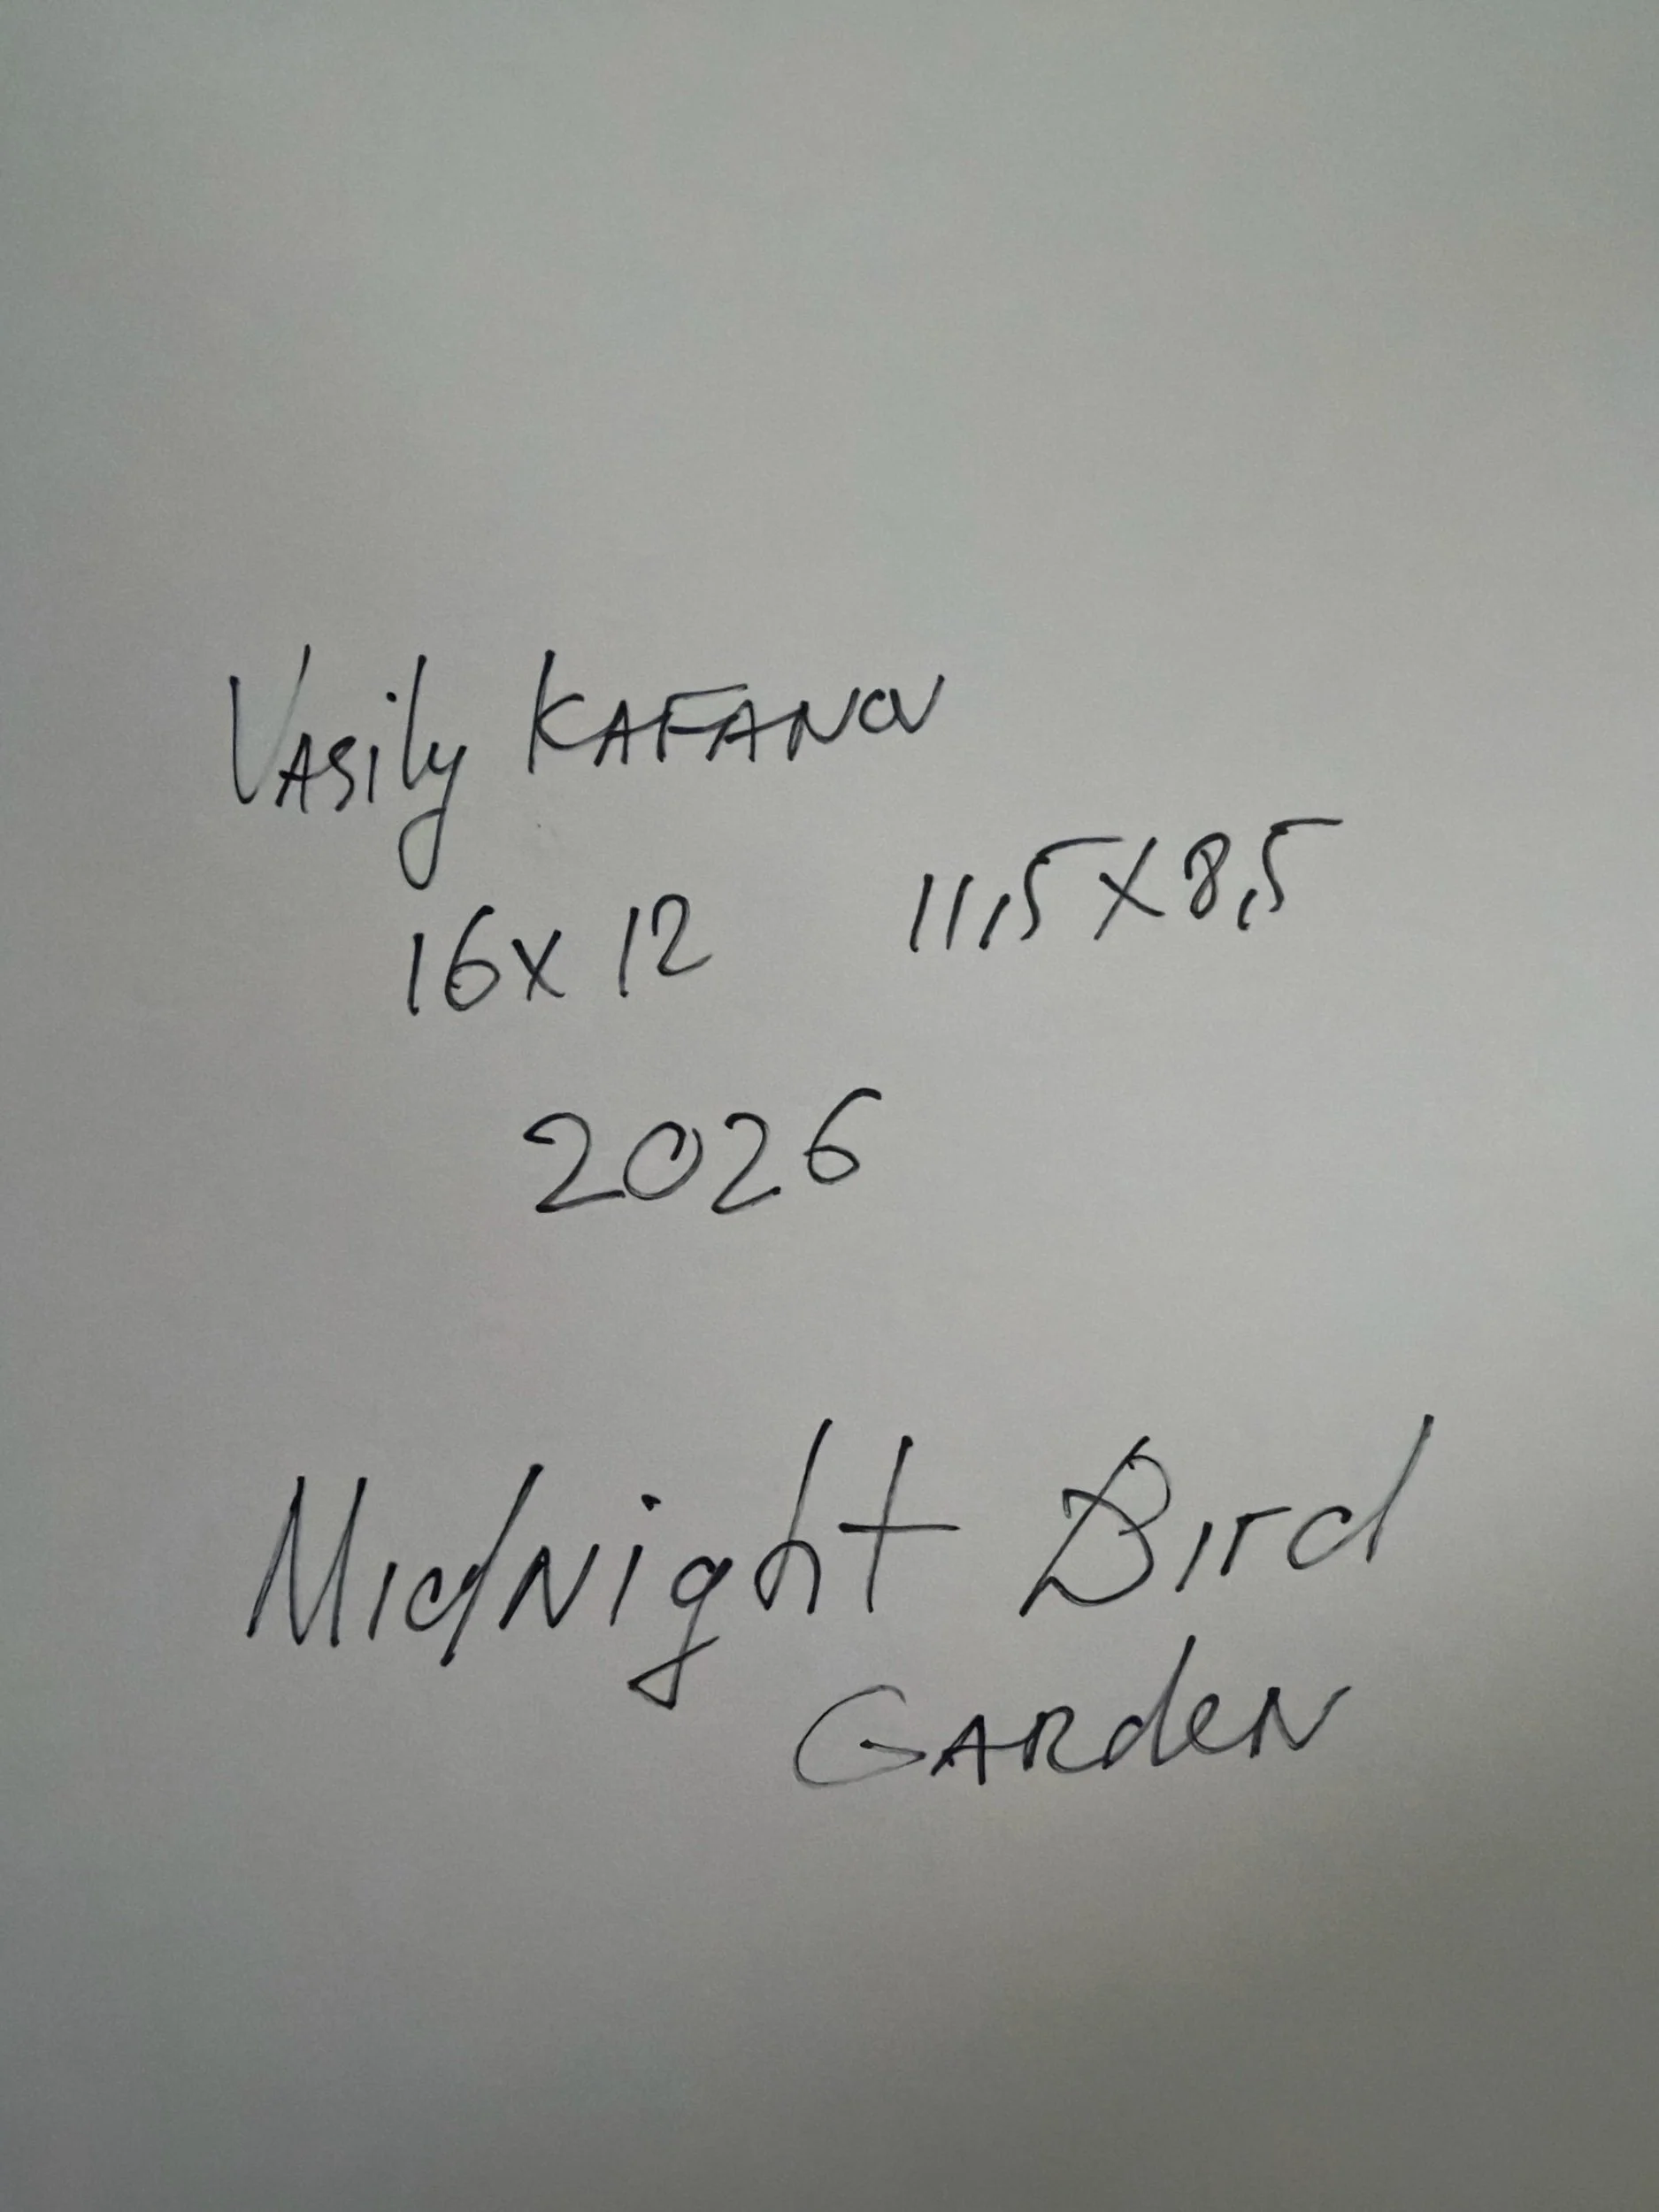 Vasily KAFANOV
16x12 11,5x8,5
2026
Midnight Bird
Garden